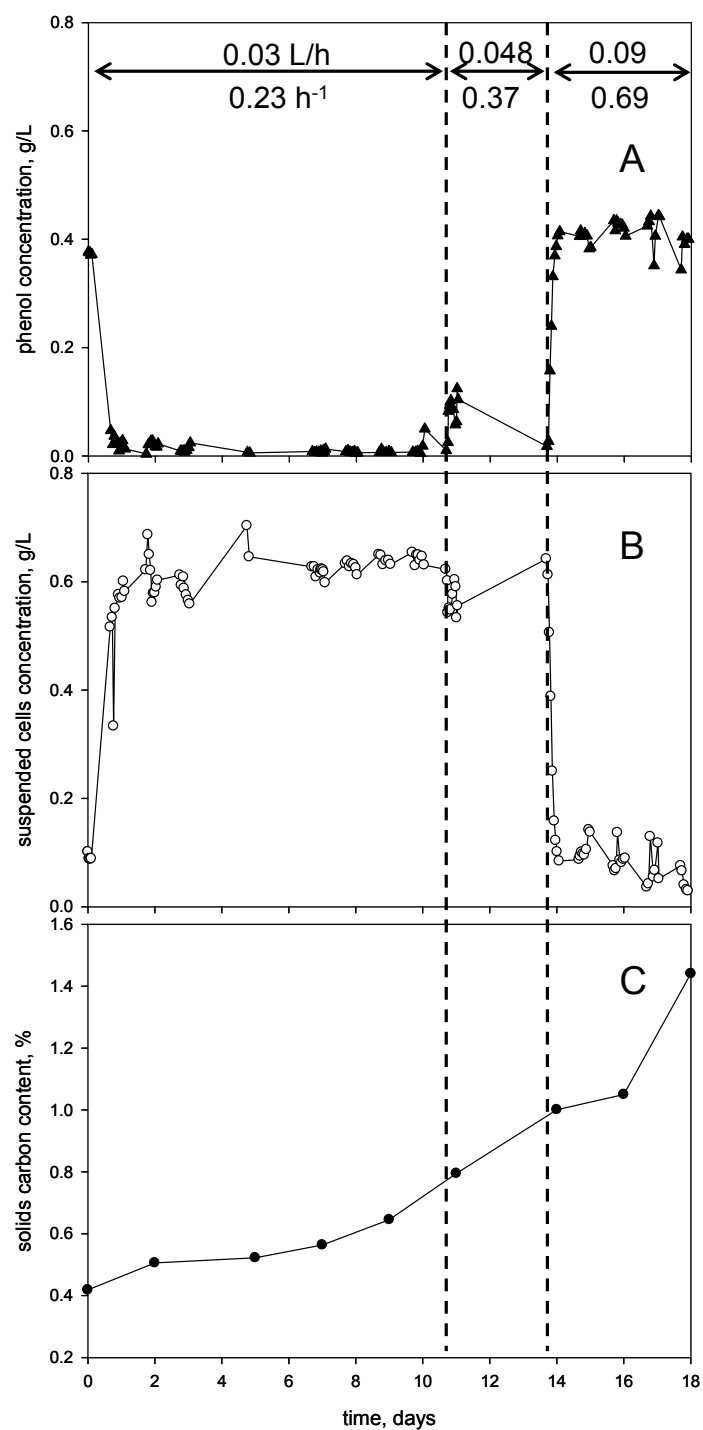 0.8
0.03 L/h
0.048
0.09
0.23 h-1
0.37
0.69
A
0.6
0.4
0.2
0.0
phenol concentration, g/L
0.8
B
0.6
0.4
0.2
0.0
suspended cells concentration, g/L
1.6
C
1.4
1.2
1.0
0.8
0.6
0.4
0.2
solids carbon content, %
0 2 4 6 8 10 12 14 16 18
time, days